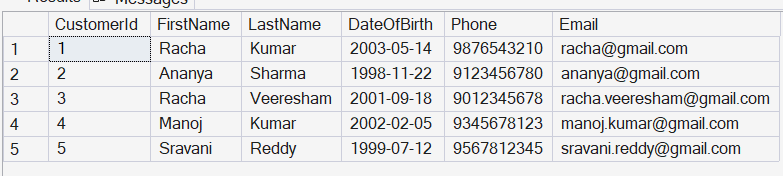 Results Messages
CustomerId FirstName LastName DateOfBirth Phone Email
1 1 Racha Kumar 2003-05-14 9876543210 racha@gmail.com
2 2 Ananya Sharma 1998-11-22 9123456780 ananya@gmail.com
3 3 Racha Veeresham 2001-09-18 9012345678 racha.veeresham@gmail.com
4 4 Manoj Kumar 2002-02-05 9345678123 manoj.kumar@gmail.com
5 5 Sravani Reddy 1999-07-12 9567812345 sravani.reddy@gmail.com